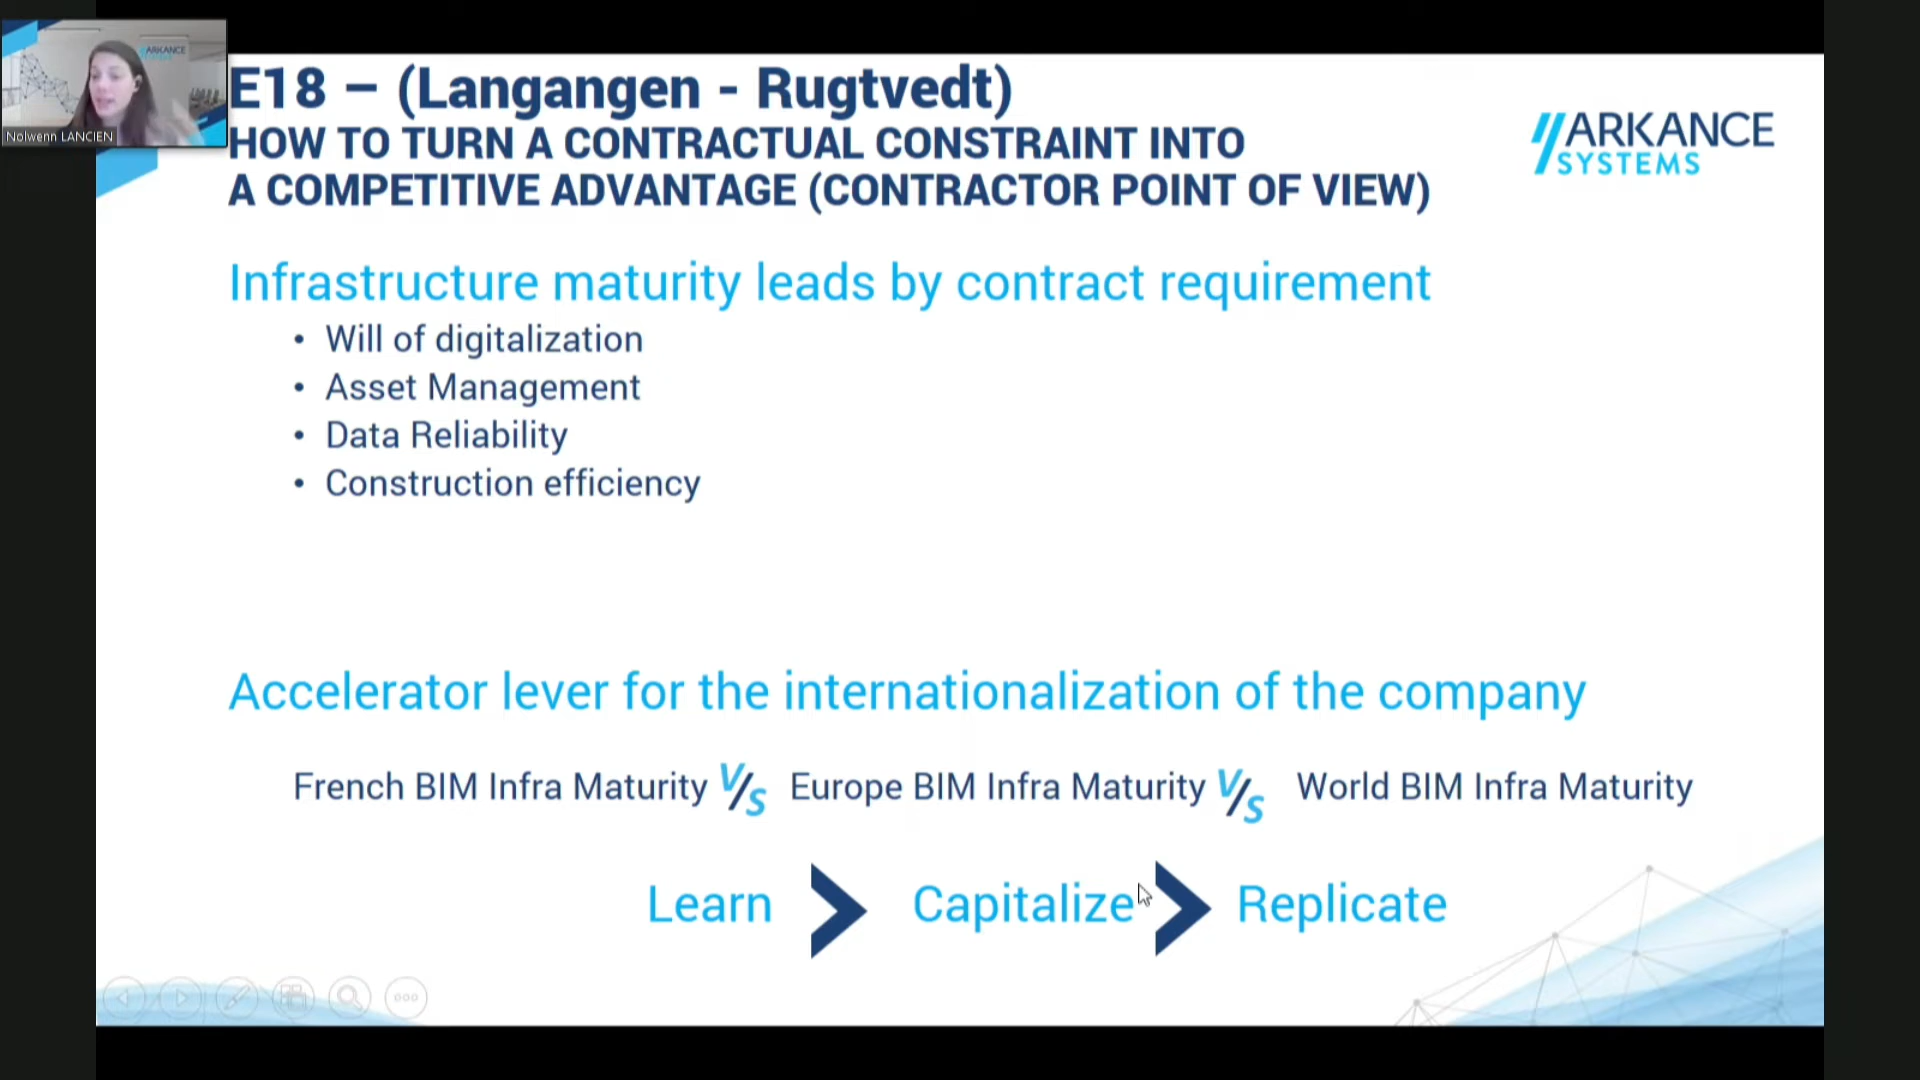 ARKANCE
SYSTEMS
Nolwenn LANCIEN
E18 – (Langangen - Rugtvedt)
HOW TO TURN A CONTRACTUAL CONSTRAINT INTO
A COMPETITIVE ADVANTAGE (CONTRACTOR POINT OF VIEW)
ARKANCE
SYSTEMS
Infrastructure maturity leads by contract requirement
• Will of digitalization
• Asset Management
• Data Reliability
• Construction efficiency
Accelerator lever for the internationalization of the company
French BIM Infra Maturity V/S Europe BIM Infra Maturity V/S World BIM Infra Maturity
Learn Capitalize Replicate